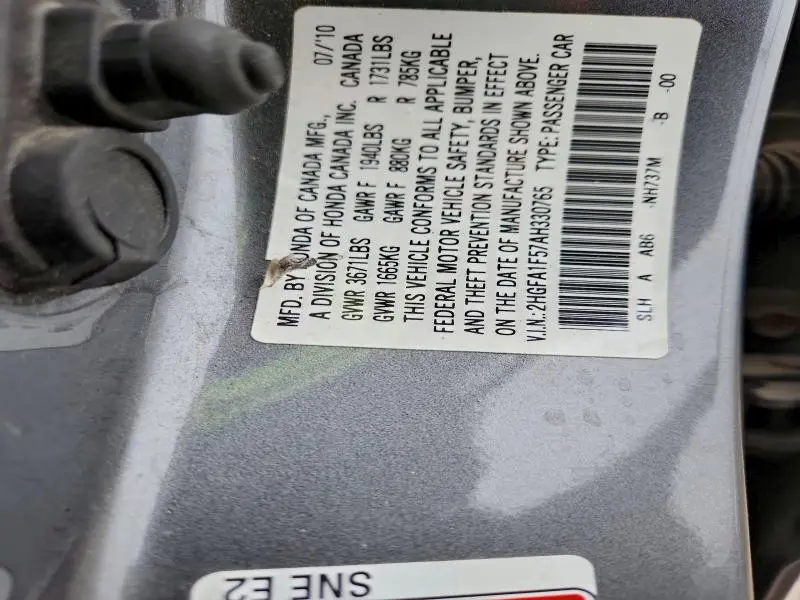 MFD. BY HONDA OF CANADA MFG., 07/'10
A DIVISION OF HONDA CANADA INC. CANADA
GVWR 3671LBS GAWR F 1940LBS R 1731LBS
GVWR 1665KG GAWR F 880KG R 785KG
THIS VEHICLE CONFORMS TO ALL APPLICABLE
FEDERAL MOTOR VEHICLE SAFETY, BUMPER,
AND THEFT PREVENTION STANDARDS IN EFFECT
ON THE DATE OF MANUFACTURE SHOWN ABOVE.
V.I.N.: 2HGFA1F57AH330765 TYPE: PASSENGER CAR
SLH A AB6 -NH737M -B -00
SNE E2